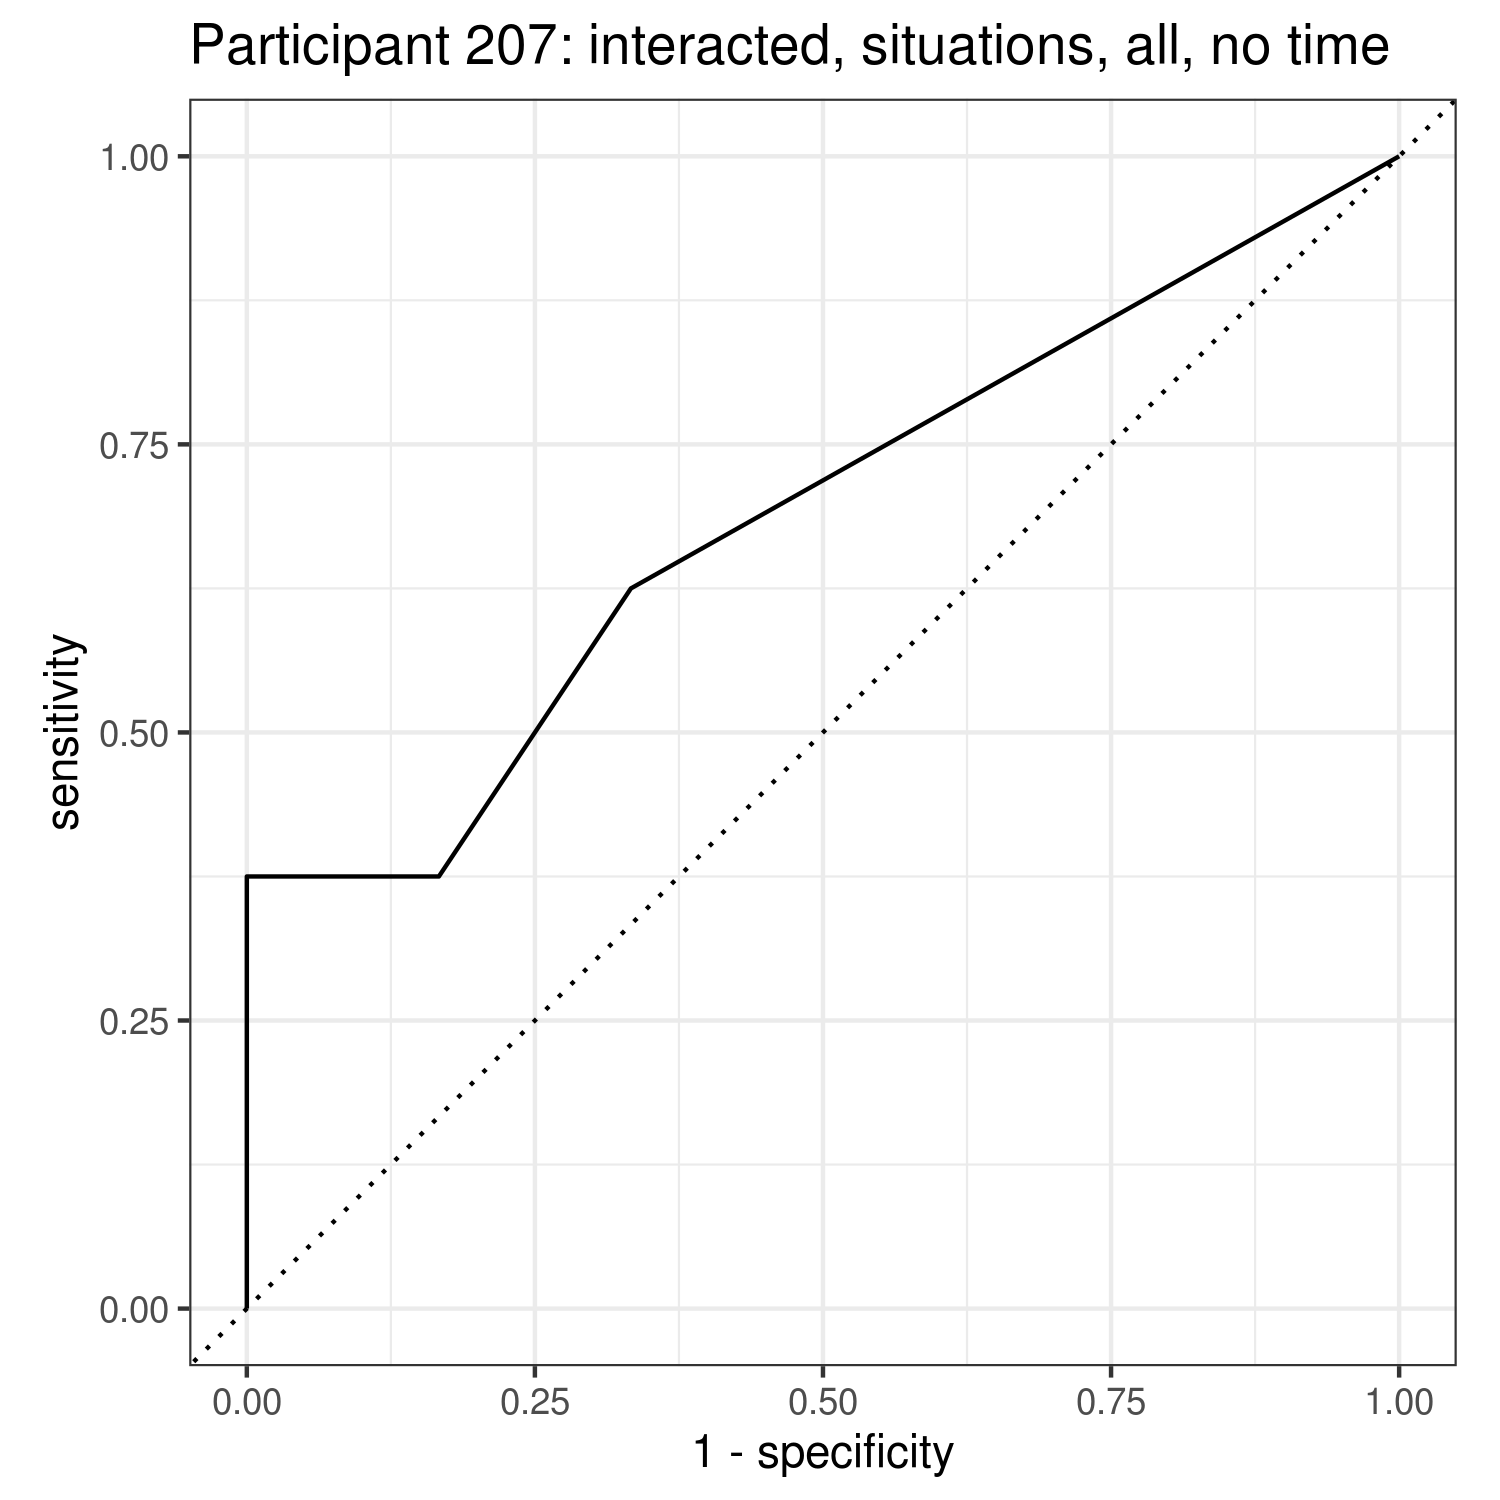 Participant 207: interacted, situations, all, no time
1.00
0.75
0.50
0.25
0.00
sensitivity
0.00 0.25 0.50 0.75 1.00
1 - specificity